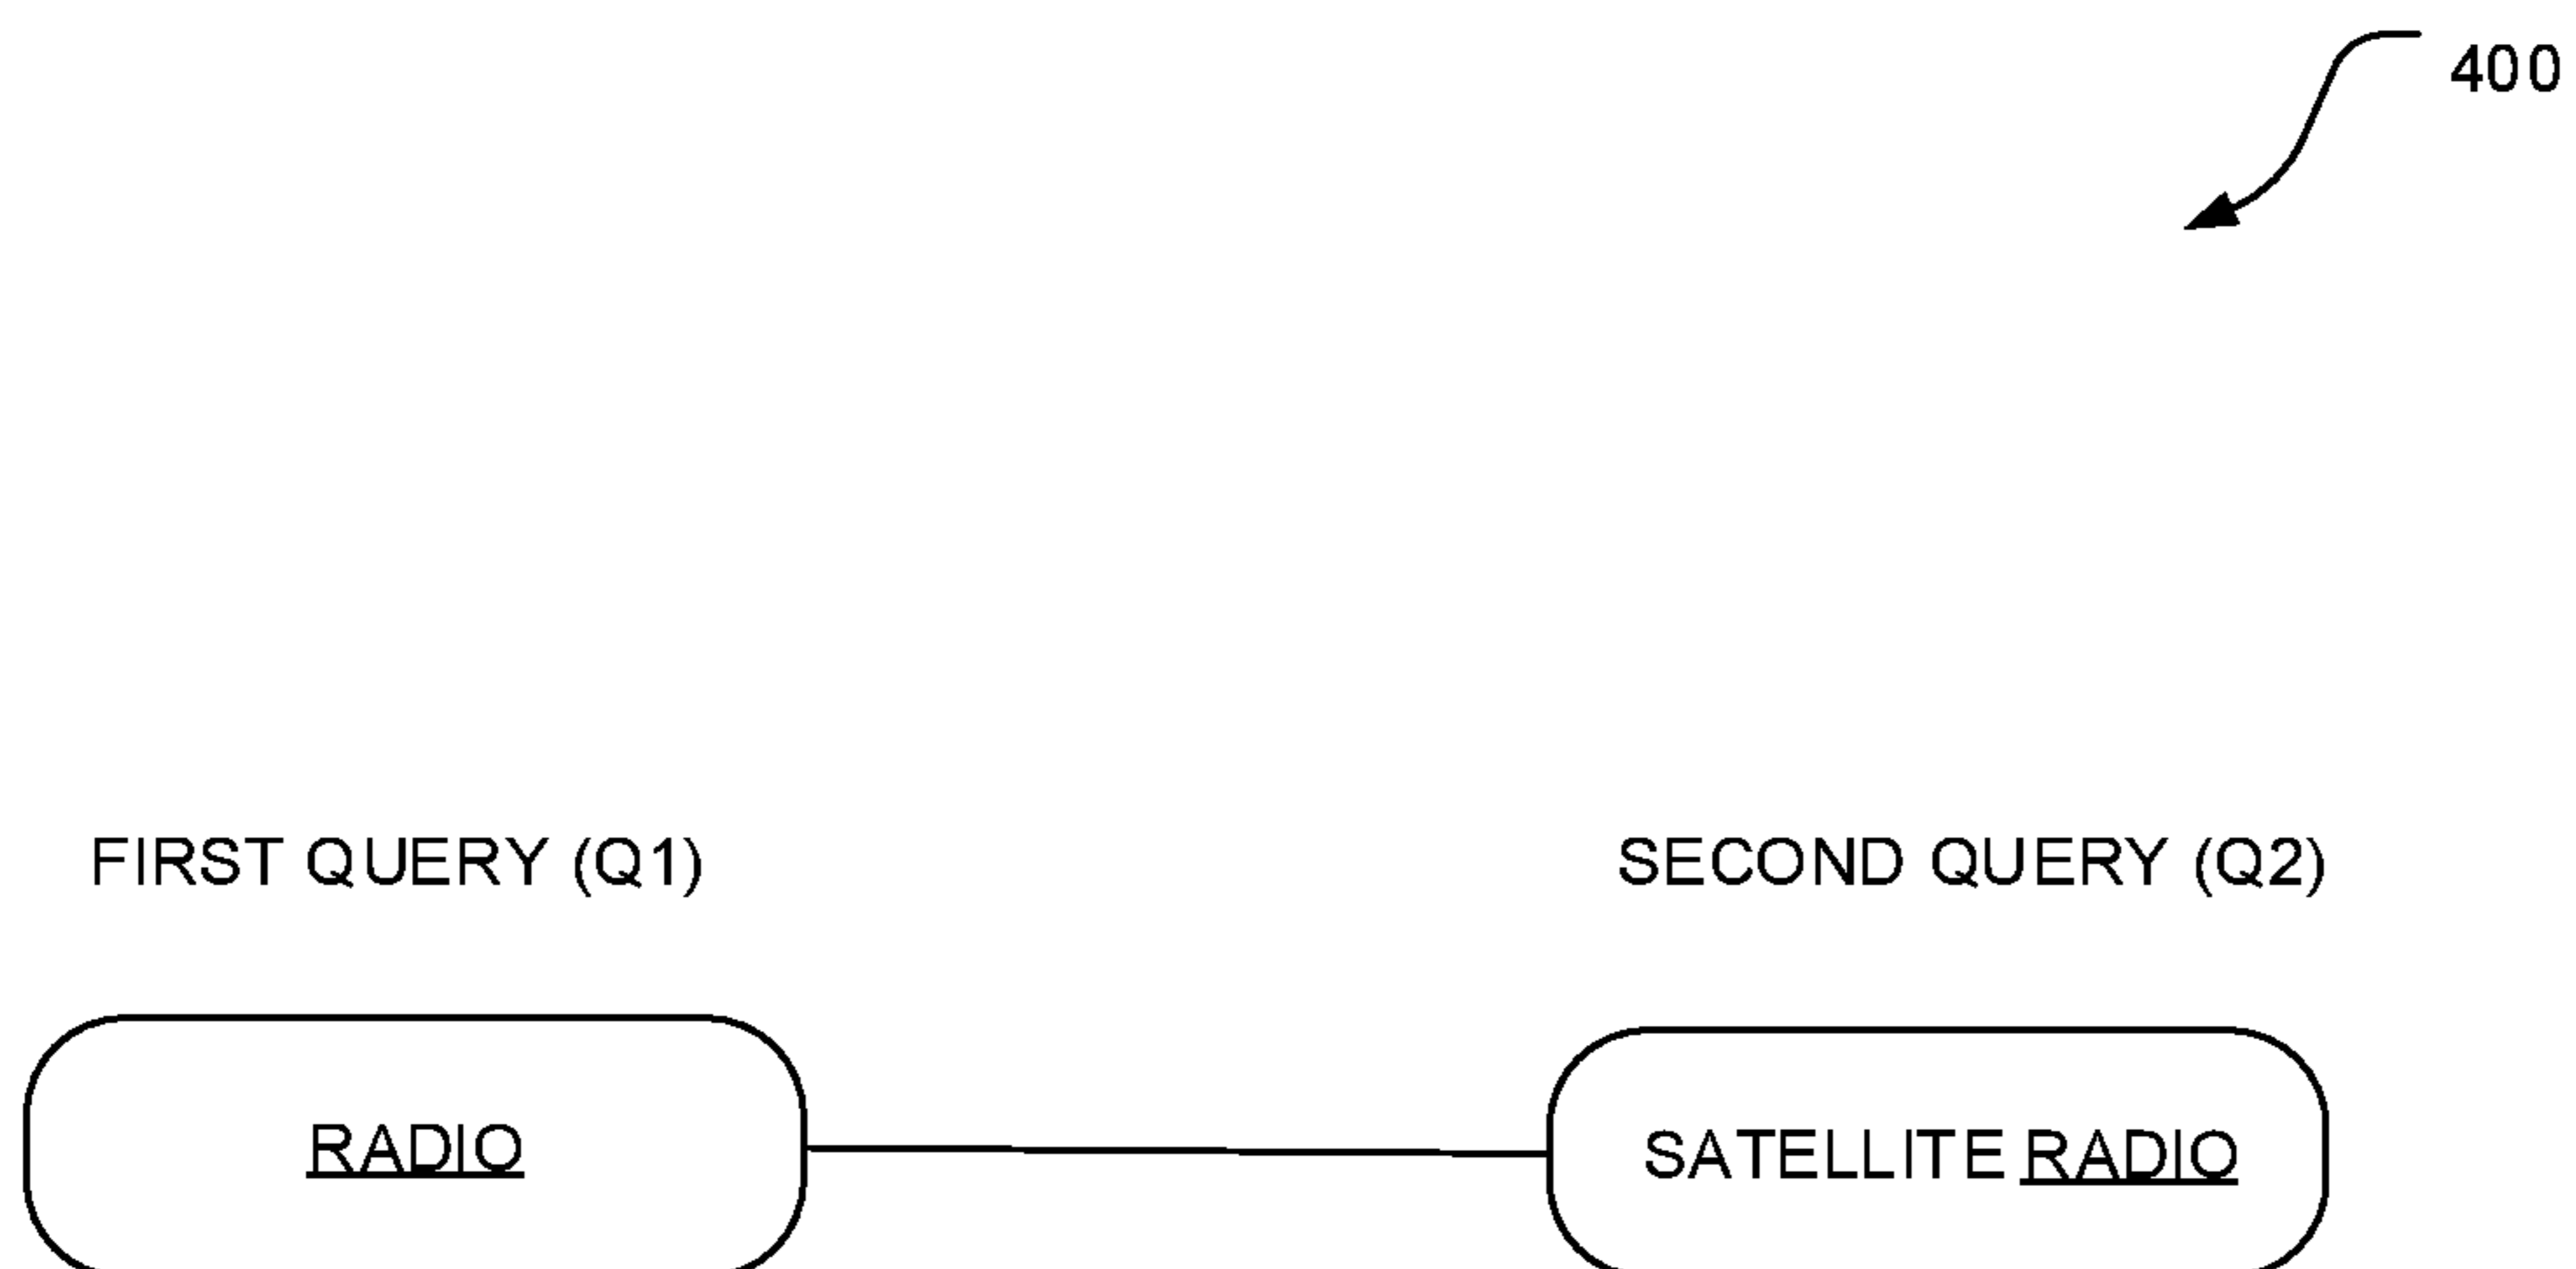 400
FIRST QUERY (Q1)
SECOND QUERY (Q2)
RADIO
SATELLITE RADIO